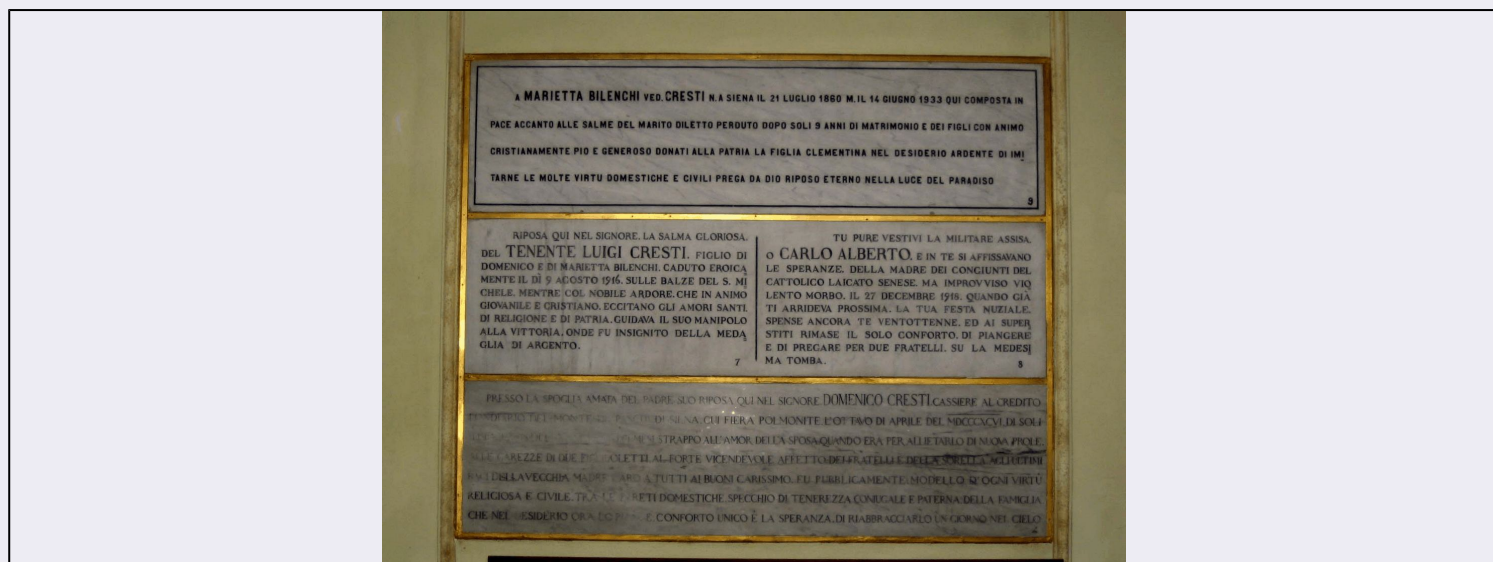 A MARIETTA BILENCHI VED. CRESTI N. A SIENA IL 21 LUGLIO 1860 M. IL 14 GIUGNO 1933 QUI COMPOSTA IN
PACE ACCANTO ALLE SALME DEL MARITO DILETTO PERDUTO DOPO SOLI 9 ANNI DI MATRIMONIO E DEI FIGLI CON ANIMO
CRISTIANAMENTE PIO E GENEROSO DONATI ALLA PATRIA LA FIGLIA CLEMENTINA NEL DESIDERIO ARDENTE DI IMI
TARNE LE MOLTE VIRTU DOMESTICHE E CIVILI PREGA DA DIO RIPOSO ETERNO NELLA LUCE DEL PARADISO
9
RIPOSA QUI NEL SIGNORE. LA SALMA GLORIOSA.
DEL TENENTE LUIGI CRESTI. FIGLIO DI
DOMENICO E DI MARIETTA BILENCHI. CADUTO EROICA
MENTE IL DÌ 9 AGOSTO 1916. SULLE BALZE DEL S. MI
CHELE. MENTRE COL NOBILE ARDORE. CHE IN ANIMO
GIOVANILE E CRISTIANO. ECCITANO GLI AMORI SANTI.
DI RELIGIONE E DI PATRIA. GUIDAVA IL SUO MANIPOLO
ALLA VITTORIA. ONDE FU INSIGNITO DELLA MEDA
GLIA DI ARGENTO.
7
TU PURE VESTIVI LA MILITARE ASSISA.
O CARLO ALBERTO. E IN TE SI AFFISSAVANO
LE SPERANZE. DELLA MADRE DEI CONGIUNTI DEL
CATTOLICO LAICATO SENESE. MA IMPROVVISO VIO
LENTO MORBO. IL 27 DECEMBRE 1918. QUANDO GIÀ
TI ARRIDEVA PROSSIMA. LA TUA FESTA NUZIALE.
SPENSE ANCORA TE VENTOTTENNE. ED AI SUPER
STITI RIMASE IL SOLO CONFORTO. DI PIANGERE
E DI PREGARE PER DUE FRATELLI. SU LA MEDESI
MA TOMBA.
8
PRESSO LA SPOGLIA AMATA DEL PADRE SUO RIPOSA QUI NEL SIGNORE DOMENICO CRESTI CASSIERE AL CREDITO
DI SIENA. CUI FIERA POLMONITE L'OTTAVO DI APRILE DEL MDCCCXCVI. DI SOLI
STRAPPO ALL'AMOR DELLA SPOSA QUANDO ERA PER ALLIETARLO DI NUOVA PROLE.
CAREZZE DI DUE AL FORTE VICENDEVOLE AFFETTO DEI FRATELLI E DELLA SORELLA AGLI ULTIMI
DELLA VECCHIA MADRE A TUTTI AI BUONI CARISSIMO. FU PUBBLICAMENTE MODELLO D'OGNI VIRTÙ
RELIGIOSA E CIVILE. TRA DOMESTICHE. SPECCHIO DI TENEREZZA CONIUGALE E PATERNA DELLA FAMIGLIA
CHE NEL DESIDERIO CONFORTO UNICO È LA SPERANZA. DI RIABBRACCIARLO UN GIORNO NEL CIELO